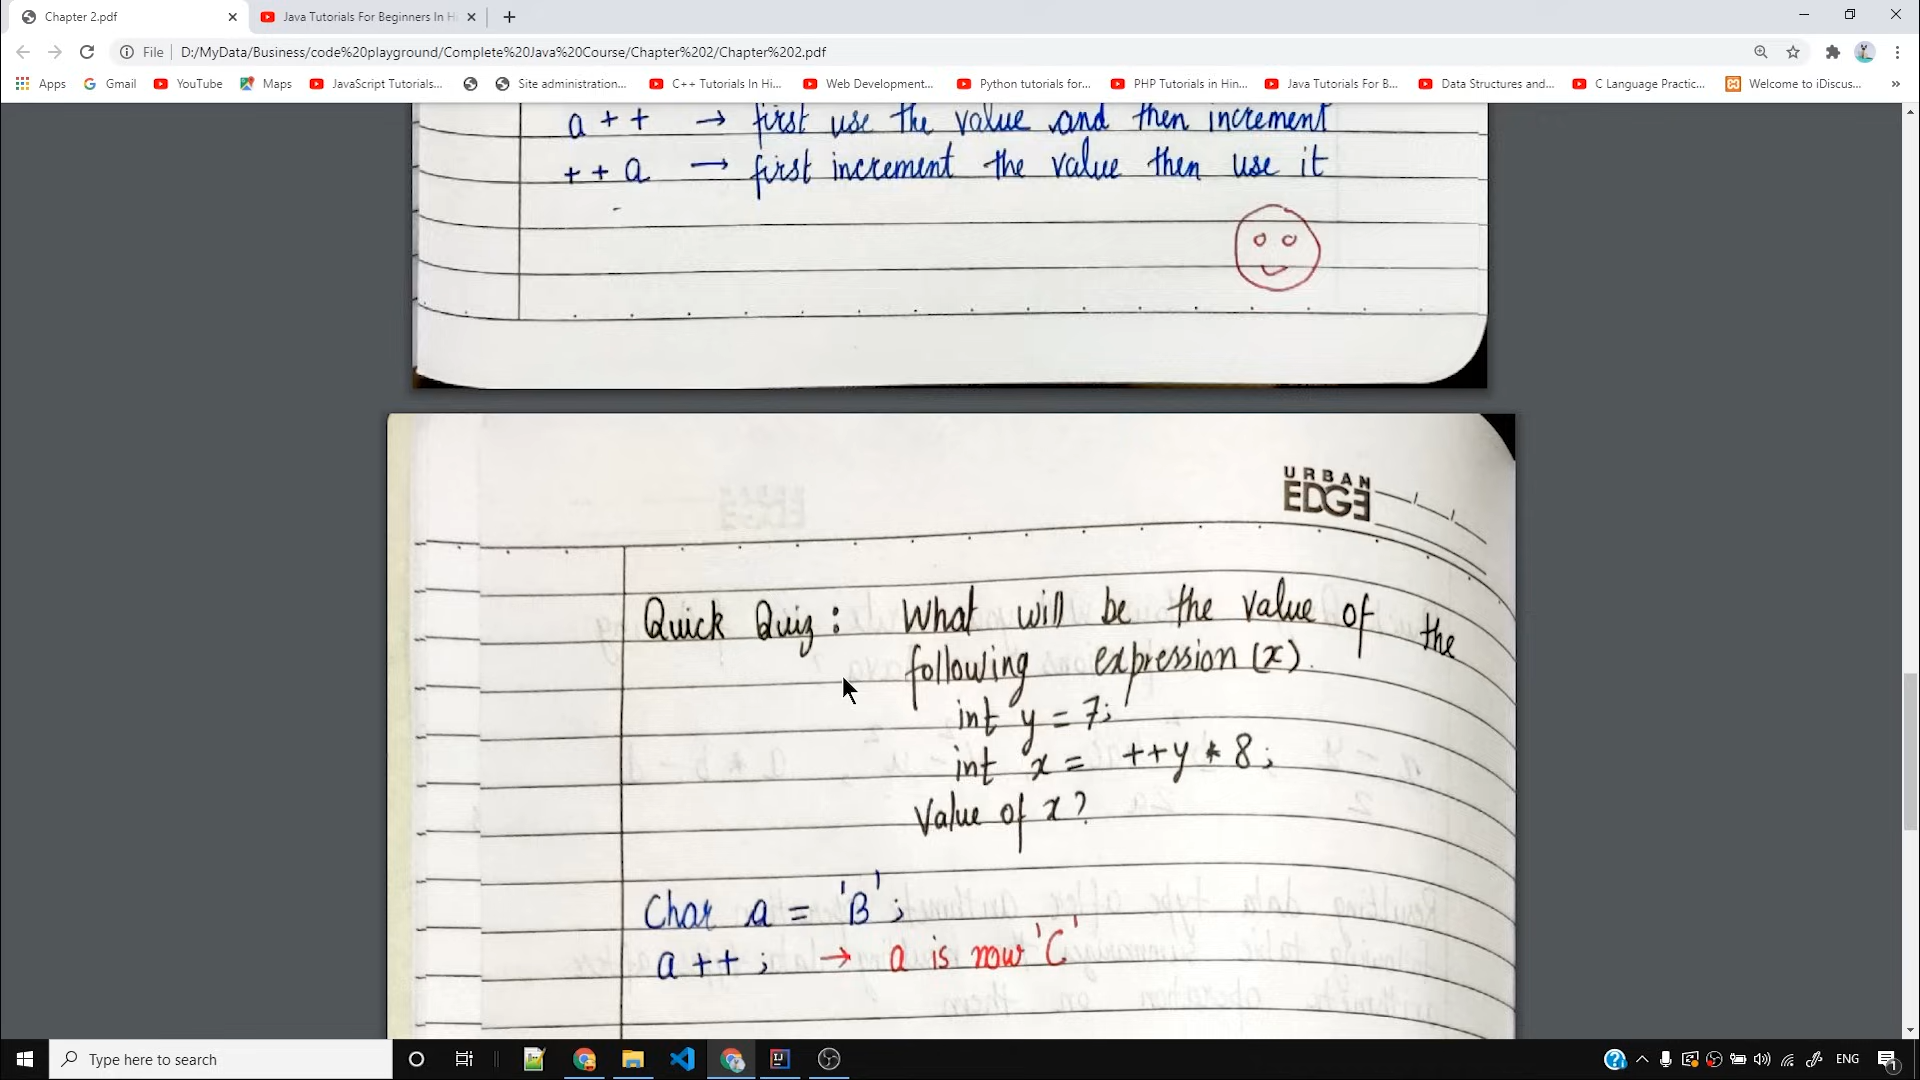 Chapter 2.pdf
Java Tutorials For Beginners In Hi
File
D:/MyData/Business/code%20playground/Complete%20Java%20Course/Chapter%202/Chapter%202.pdf
Apps
Gmail
YouTube
Maps
JavaScript Tutorials...
Site administration...
C++ Tutorials In Hi...
Web Development...
Python tutorials for...
PHP Tutorials in Hin...
Java Tutorials For B...
Data Structures and...
C Language Practic...
Welcome to iDiscus...
»
a++ → first use the value and then increment
++a → first increment the value then use it
URBAN
EDGE
Quick Quiz : What will be the value of the
following expression (x).
int y = 7;
int x = ++y * 8;
Value of x?
Char a = 'B';
a++; → a is now 'C'
Type here to search
ENG
1